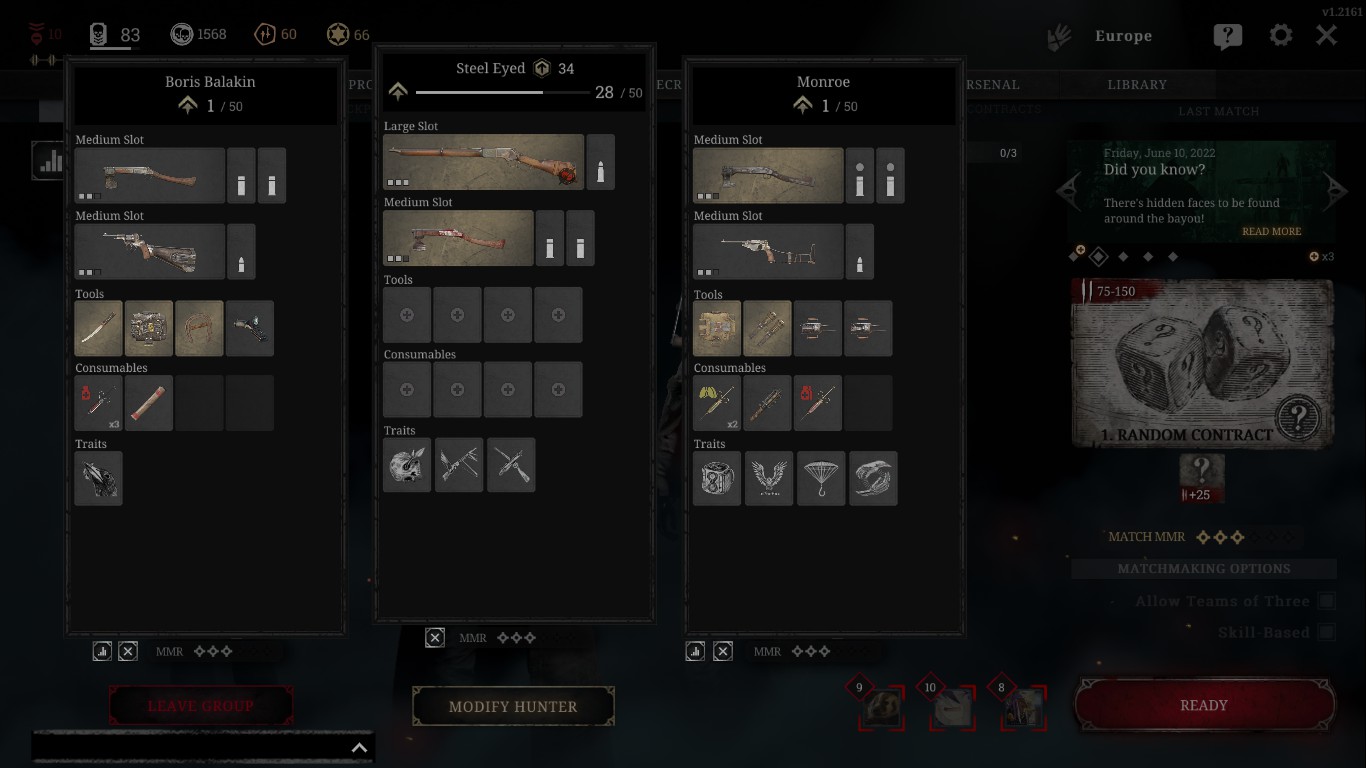 v1.2161
10
83
1568
60
66
Europe
PRO
ECR
RSENAL
LIBRARY
CONTRACTS
LAST MATCH
Boris Balakin
1 / 50
Medium Slot
Medium Slot
Tools
Consumables
x3
Traits
MMR
LEAVE GROUP
Steel Eyed 34
28 / 50
Large Slot
Medium Slot
Tools
Consumables
Traits
MMR
MODIFY HUNTER
Monroe
1 / 50
Medium Slot
Medium Slot
Tools
Consumables
x2
Traits
MMR
0/3
Friday, June 10, 2022
Did you know?
There's hidden faces to be found
around the bayou!
READ MORE
x3
75-150
1. RANDOM CONTRACT
+25
MATCH MMR
MATCHMAKING OPTIONS
- Allow Teams of Three
Skill-Based
9
10
8
READY